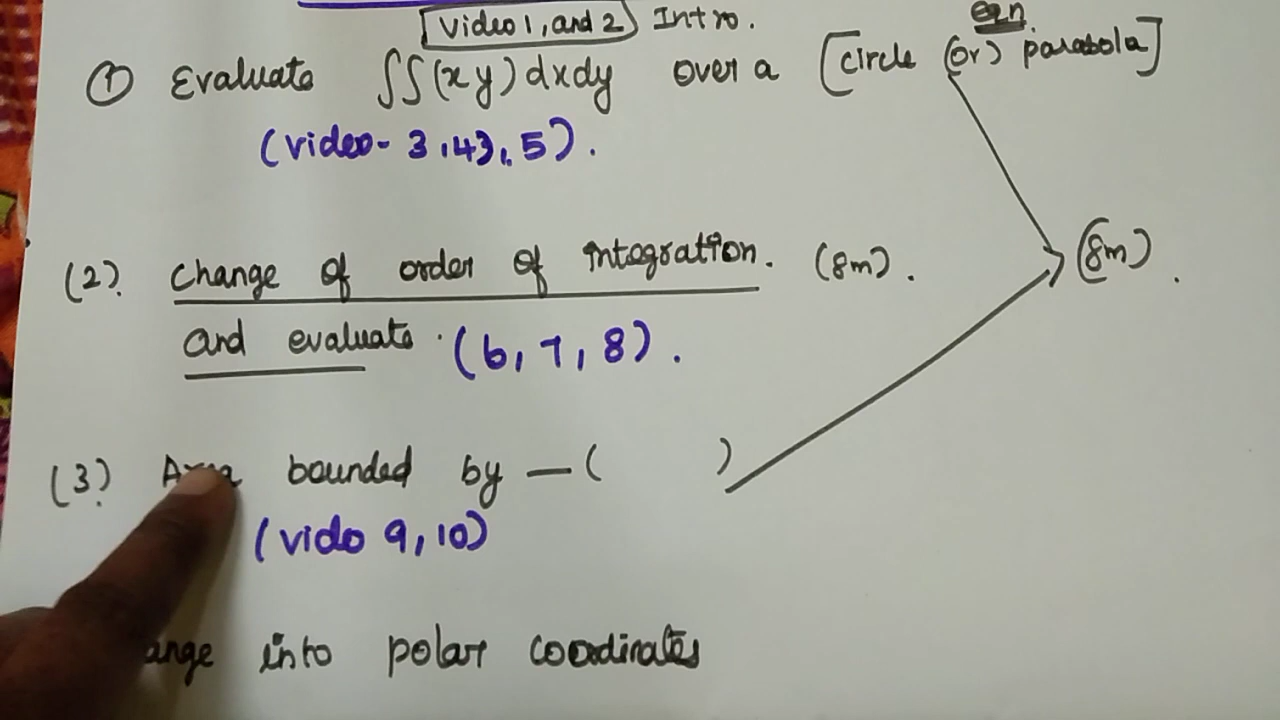 video 1, and 2) Intro.
① Evaluate ∫∫(xy) dxdy over a [circle (or) parabola]
(video- 3,4,5).
(2). Change of order of Integration. (8m).
and evaluate. (6, 7, 8).
(8m).
(3). Area bounded by — ( )
(vido 9, 10)
ange into polar coordinates